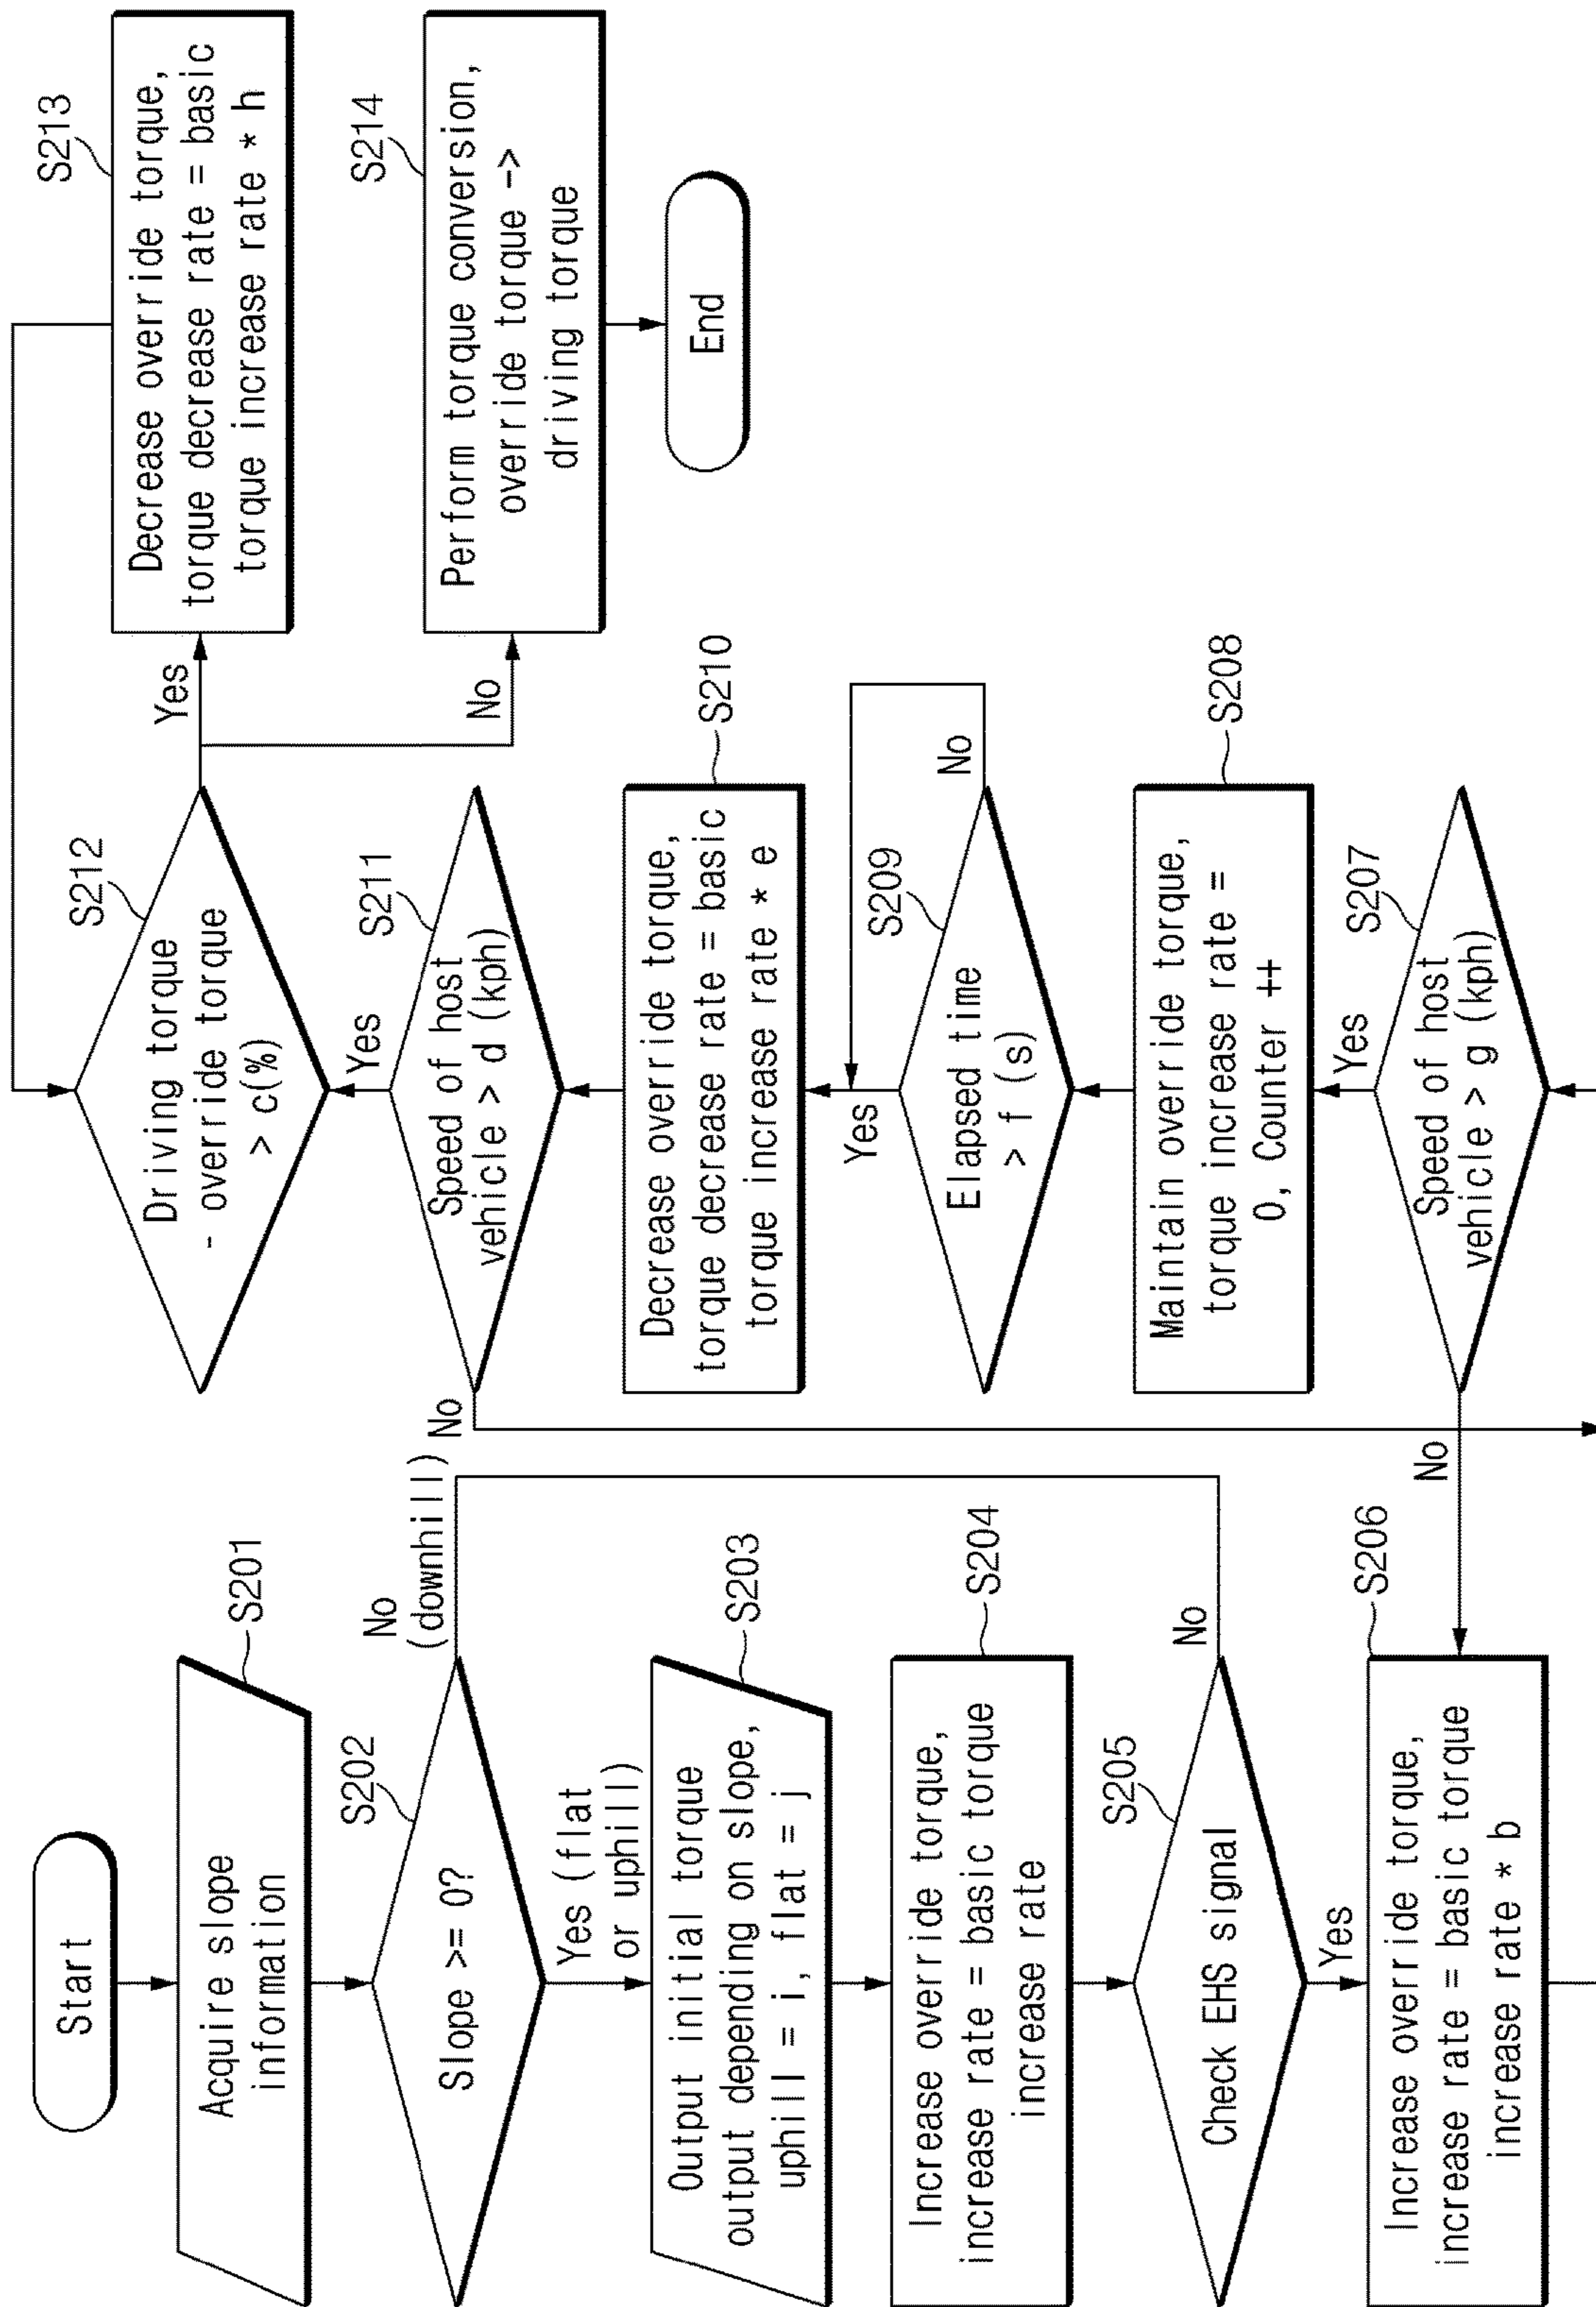 Start
Acquire slope
information
S201
Slope >= 0?
S202
No
(downhill)
Yes (flat
or uphill)
Output initial torque
output depending on slope,
uphill = i, flat = j
S203
Increase override torque,
increase rate = basic torque
increase rate
S204
Check EHS signal
S205
No
Yes
Increase override torque,
increase rate = basic torque
increase rate * b
S206
No
Speed of host
vehicle > g (kph)
S207
Yes
Maintain override torque,
torque increase rate =
0, Counter ++
S208
Elapsed time
> f (s)
S209
No
Yes
Decrease override torque,
torque decrease rate = basic
torque increase rate * e
S210
Speed of host
vehicle > d (kph)
S211
No
Yes
Driving torque
- override torque
> c(%)
S212
Yes
No
Decrease override torque,
torque decrease rate = basic
torque increase rate * h
S213
Perform torque conversion,
override torque ->
driving torque
S214
End